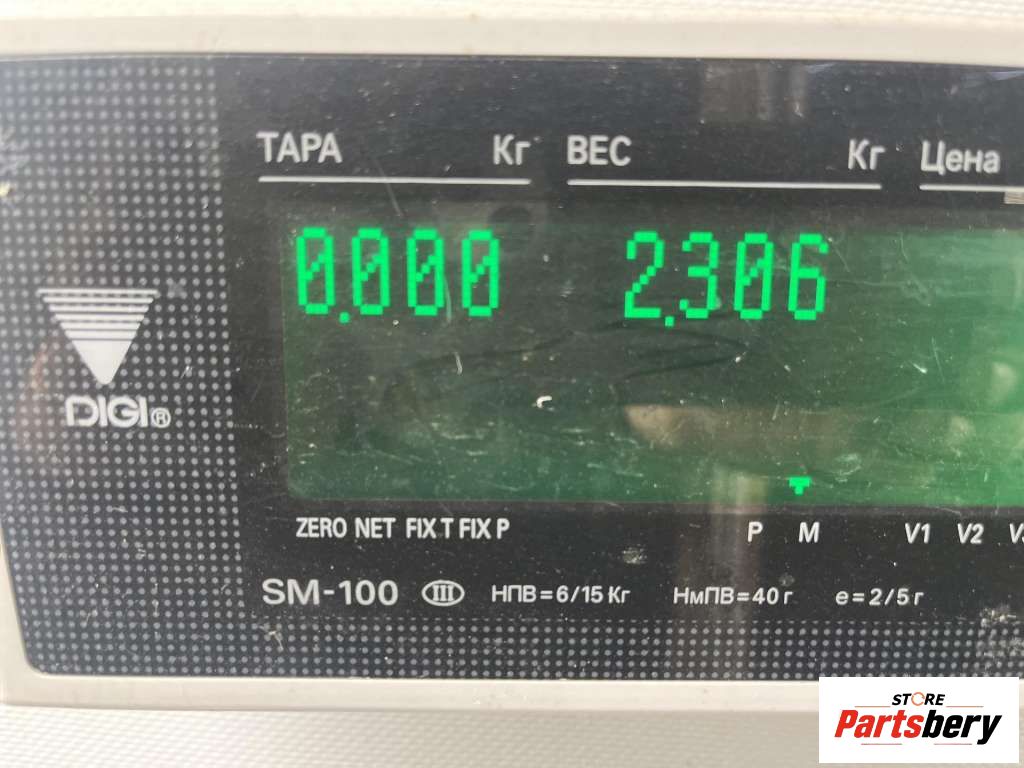 ТАРА Кг ВЕС Кг Цена
0.000 2.306
DIGI®
ZERO NET FIX T FIX P P M V1 V2
SM-100 III НПВ=6/15 Кг НмПВ=40 г e=2/5 г
STORE
Partsbery